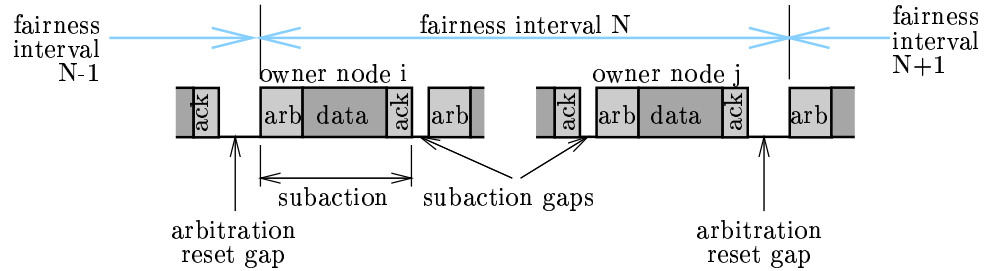 fairness
interval
N-1
fairness interval N
fairness
interval
N+1
owner node i
owner node j
ack
arb
data
ack
arb
ack
arb
data
ack
arb
subaction
subaction gaps
arbitration
reset gap
arbitration
reset gap